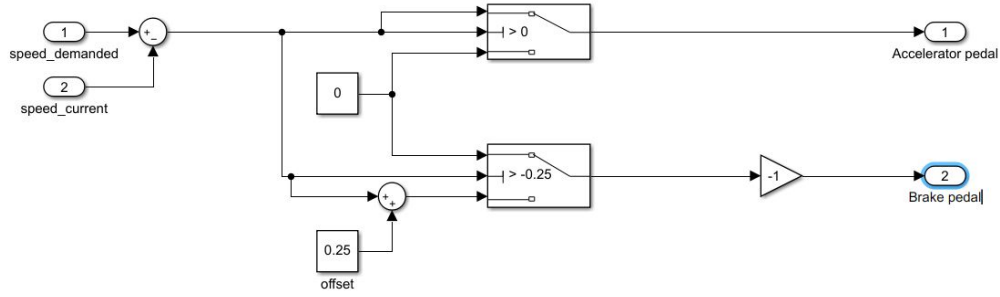 1
speed_demanded
+
−
2
speed_current
> 0
1
Accelerator pedal
0
> -0.25
-1
2
Brake pedal
+
+
0.25
offset